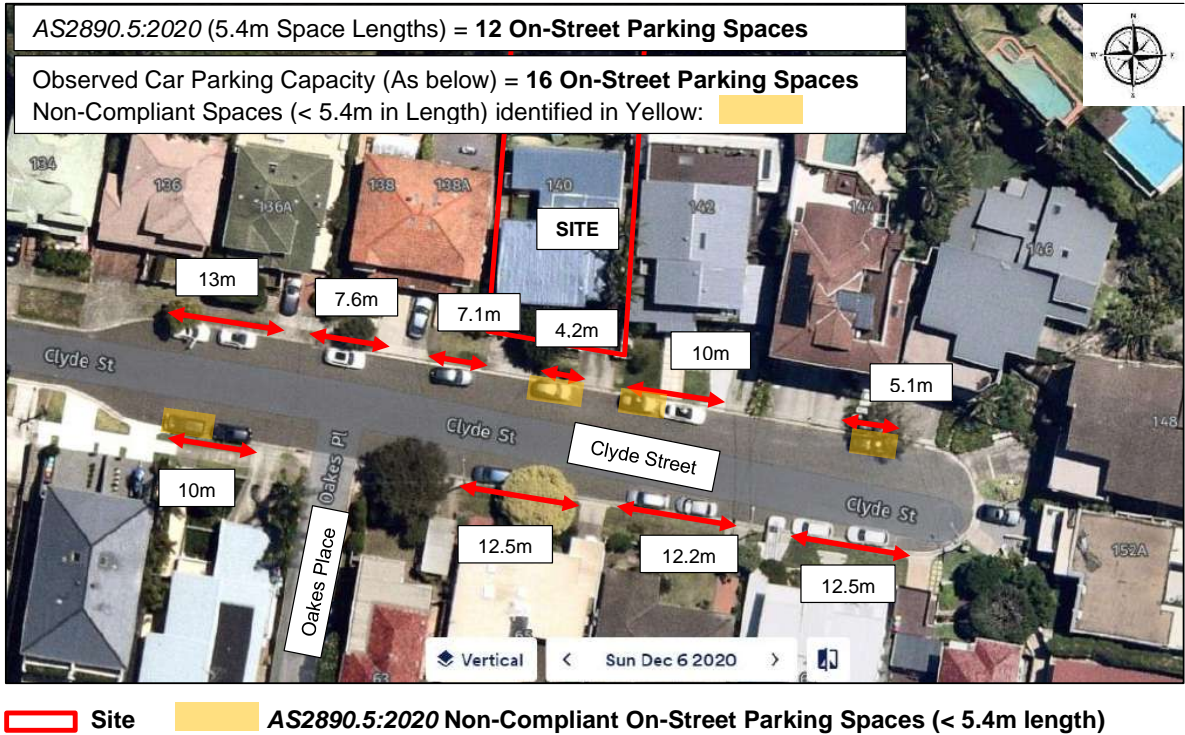 AS2890.5:2020 (5.4m Space Lengths) = 12 On-Street Parking Spaces
Observed Car Parking Capacity (As below) = 16 On-Street Parking Spaces
Non-Compliant Spaces (< 5.4m in Length) identified in Yellow:
N
W
E
S
134
136
136A
138
138A
140
SITE
142
144
146
148
13m
7.6m
7.1m
4.2m
10m
5.1m
Clyde St
Clyde St
Clyde Street
Clyde St
10m
Oakes Pl
Oakes Place
12.5m
12.2m
12.5m
152A
65
63
Vertical
< Sun Dec 6 2020 >
Site
AS2890.5:2020 Non-Compliant On-Street Parking Spaces (< 5.4m length)